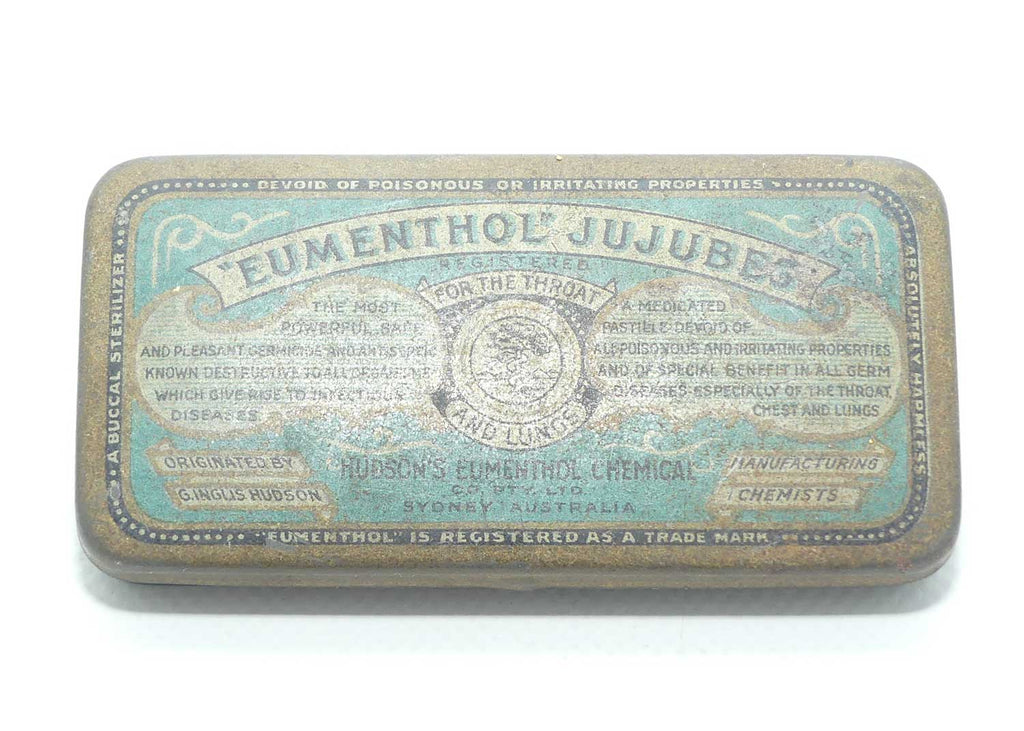 DEVOID OF POISONOUS OR IRRITATING PROPERTIES
"EUMENTHOL" JUJUBES
REGISTERED
FOR THE THROAT
AND LUNGS
THE MOST
POWERFUL, SAFE
AND PLEASANT GERMICIDE AND ANTISEPTIC
KNOWN DESTRUCTIVE TO ALL
WHICH GIVE RISE TO INFECTIOUS
DISEASES
A MEDICATED
PASTILLE DEVOID OF
ALL POISONOUS AND IRRITATING PROPERTIES
AND OF SPECIAL BENEFIT IN ALL GERM
DISEASES ESPECIALLY OF THE THROAT,
CHEST AND LUNGS
ORIGINATED BY
G. INGLIS HUDSON
HUDSON'S EUMENTHOL CHEMICAL
CO. PTY. LTD.
SYDNEY AUSTRALIA
MANUFACTURING
CHEMISTS
A BUCCAL STERILIZER
ABSOLUTELY HARMLESS
"EUMENTHOL" IS REGISTERED AS A TRADE MARK